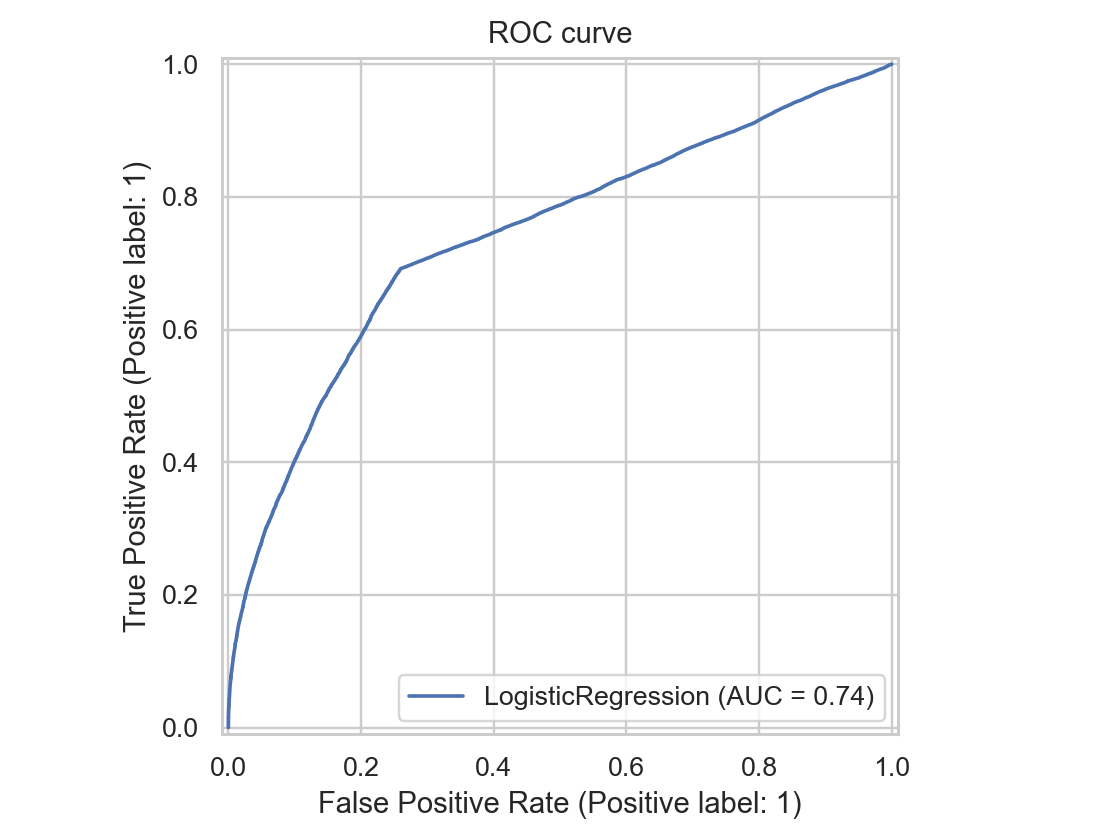 ROC curve
True Positive Rate (Positive label: 1)
1.0
0.8
0.6
0.4
0.2
0.0
LogisticRegression (AUC = 0.74)
0.0 0.2 0.4 0.6 0.8 1.0
False Positive Rate (Positive label: 1)